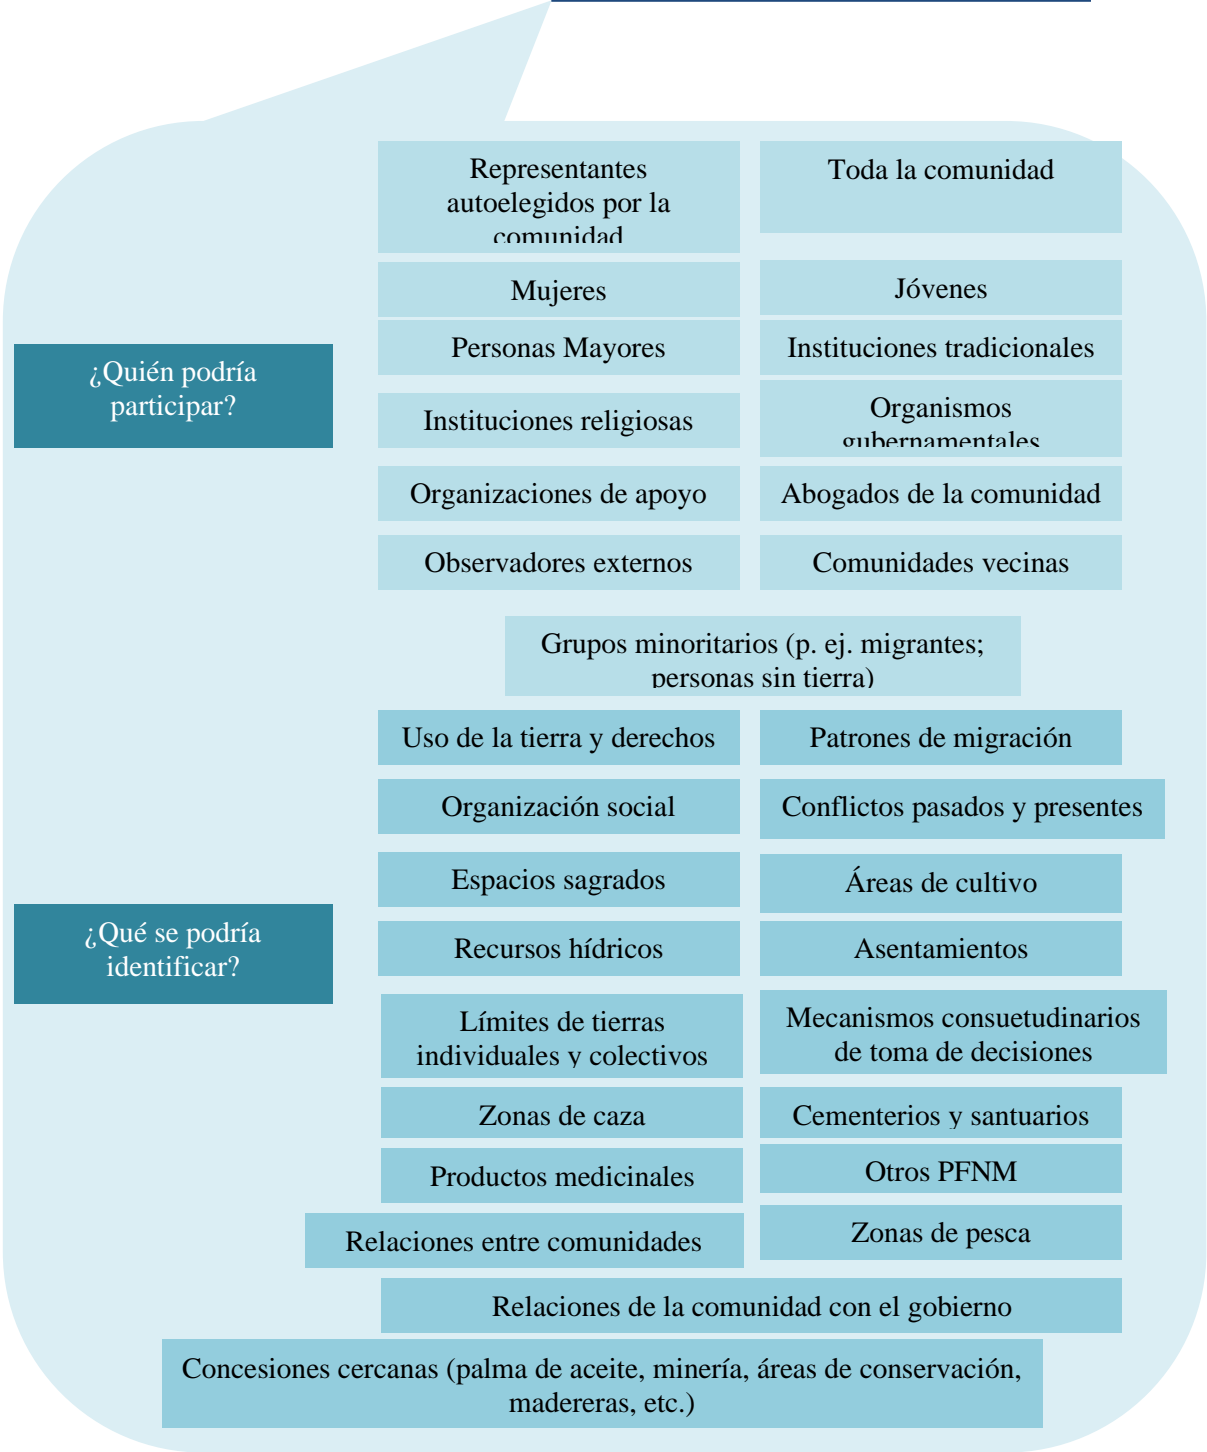 Representantes
autoelegidos por la
comunidad
Toda la comunidad
Mujeres
Jóvenes
Personas Mayores
Instituciones tradicionales
¿Quién podría
participar?
Instituciones religiosas
Organismos
gubernamentales
Organizaciones de apoyo
Abogados de la comunidad
Observadores externos
Comunidades vecinas
Grupos minoritarios (p. ej. migrantes;
personas sin tierra)
Uso de la tierra y derechos
Patrones de migración
Organización social
Conflictos pasados y presentes
Espacios sagrados
Áreas de cultivo
¿Qué se podría
identificar?
Recursos hídricos
Asentamientos
Límites de tierras
individuales y colectivos
Mecanismos consuetudinarios
de toma de decisiones
Zonas de caza
Cementerios y santuarios
Productos medicinales
Otros PFNM
Relaciones entre comunidades
Zonas de pesca
Relaciones de la comunidad con el gobierno
Concesiones cercanas (palma de aceite, minería, áreas de conservación,
madereras, etc.)